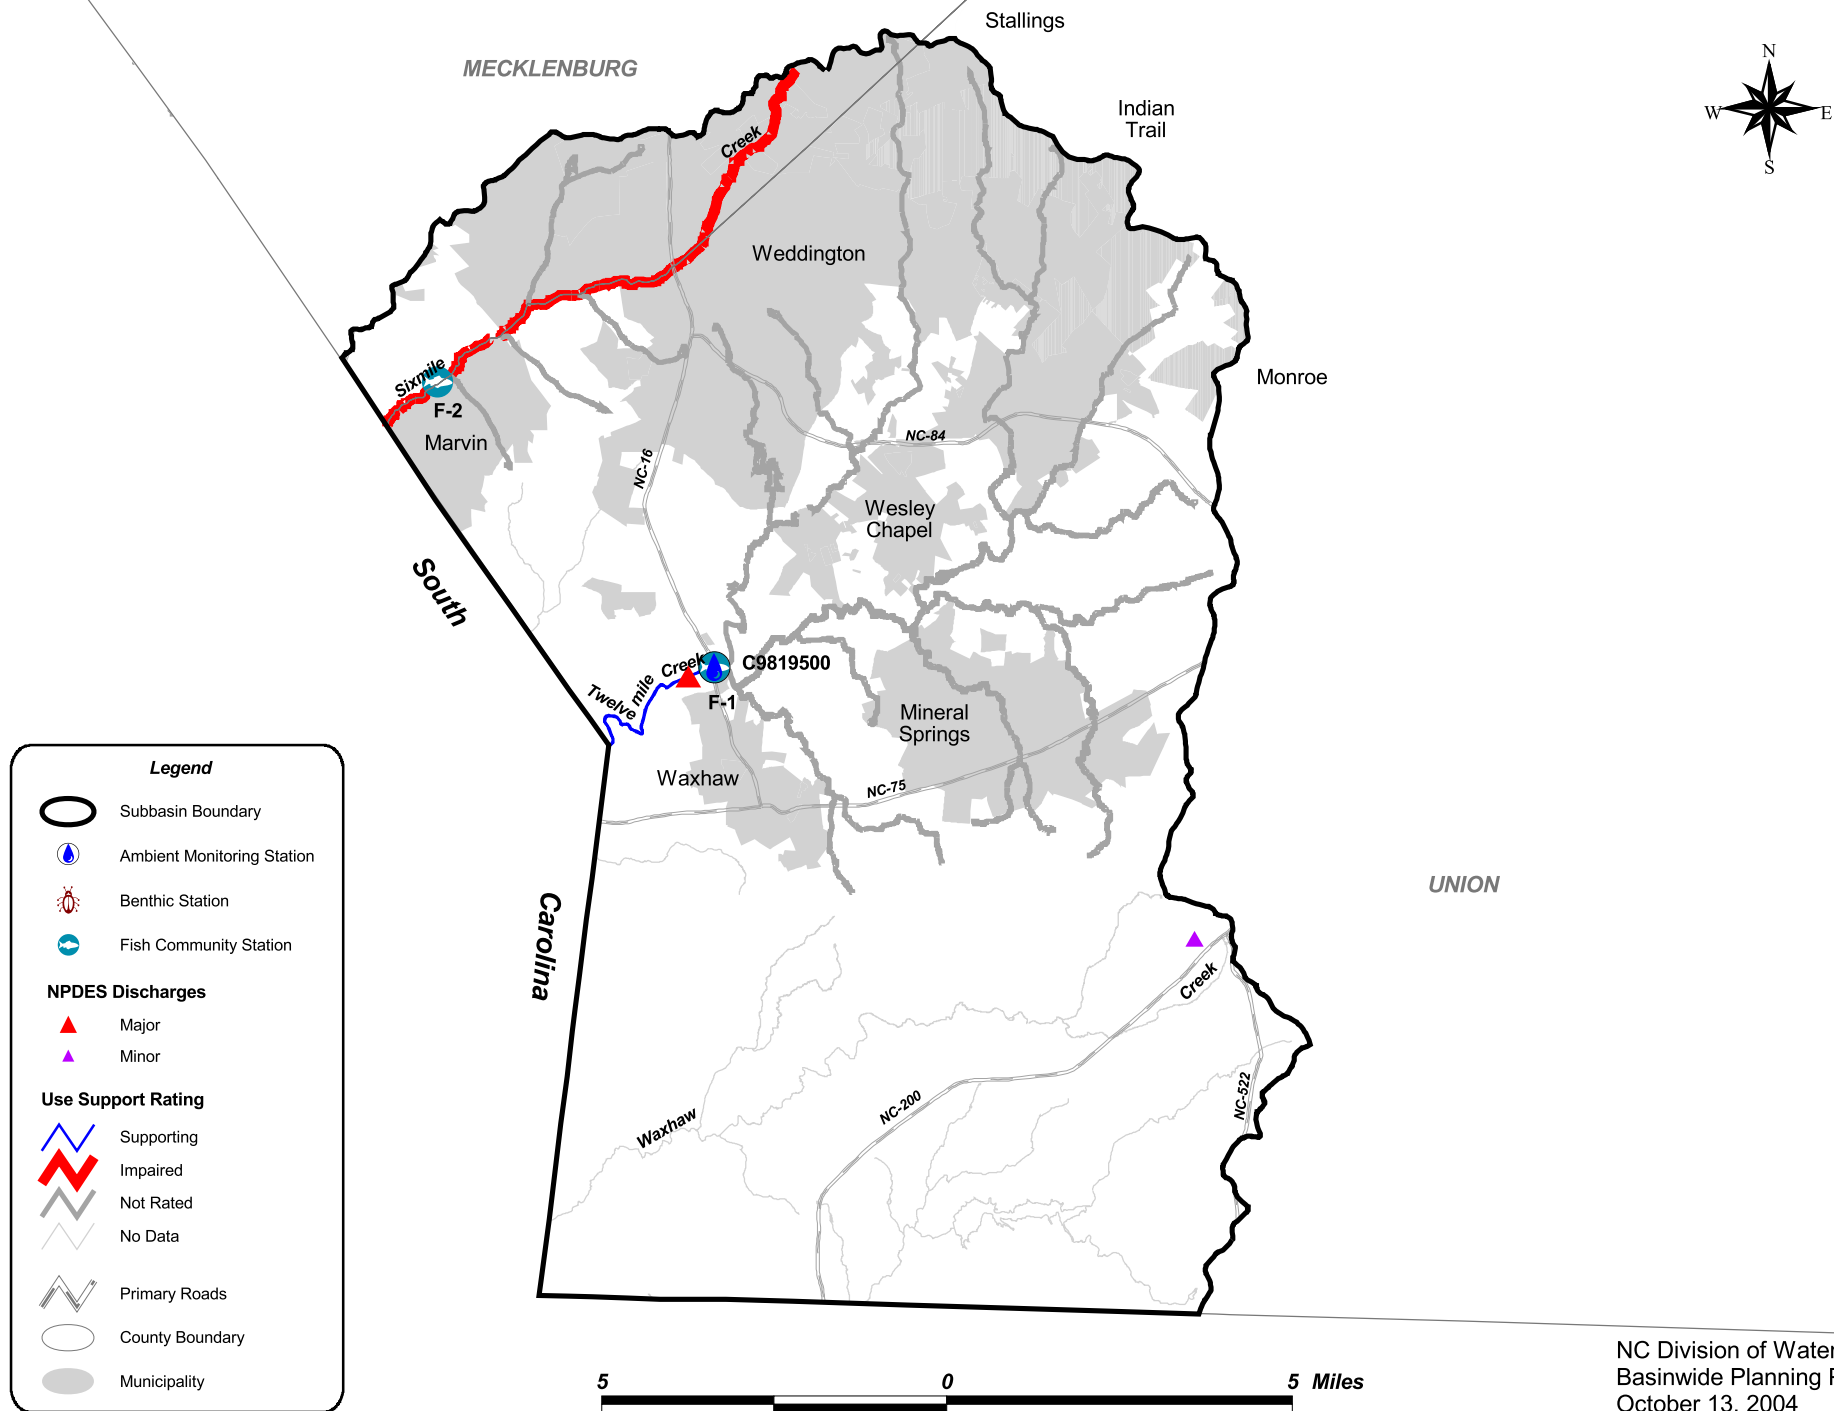 Stallings
MECKLENBURG
N
W
E
S
Indian
Trail
Creek
Weddington
Monroe
Sixmile
F-2
Marvin
NC-84
NC-16
Wesley
Chapel
South
Creek
C9819500
mile
Twelve
F-1
Mineral
Springs
Waxhaw
NC-75
Carolina
UNION
Creek
NC-200
NC-522
Waxhaw
Legend
Subbasin Boundary
Ambient Monitoring Station
Benthic Station
Fish Community Station
NPDES Discharges
Major
Minor
Use Support Rating
Supporting
Impaired
Not Rated
No Data
Primary Roads
County Boundary
Municipality
5 0 5 Miles
NC Division of Water
Basinwide Planning
October 13, 2004